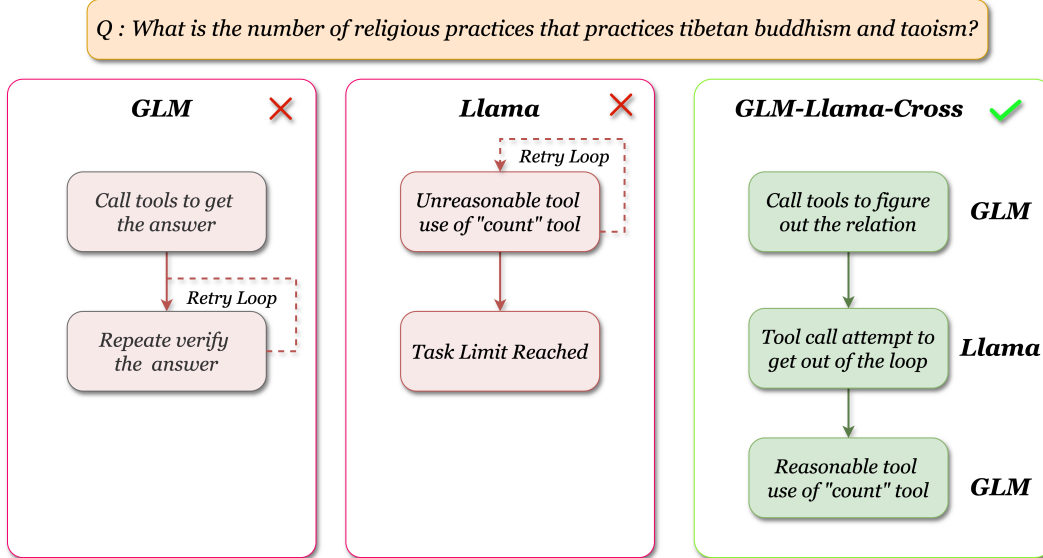 Q : What is the number of religious practices that practices tibetan buddhism and taoism?
GLM
Call tools to get
the answer
Retry Loop
Repeate verify
the answer
Llama
Retry Loop
Unreasonable tool
use of "count" tool
Task Limit Reached
GLM-Llama-Cross
Call tools to figure
out the relation
GLM
Tool call attempt to
get out of the loop
Llama
Reasonable tool
use of "count" tool
GLM